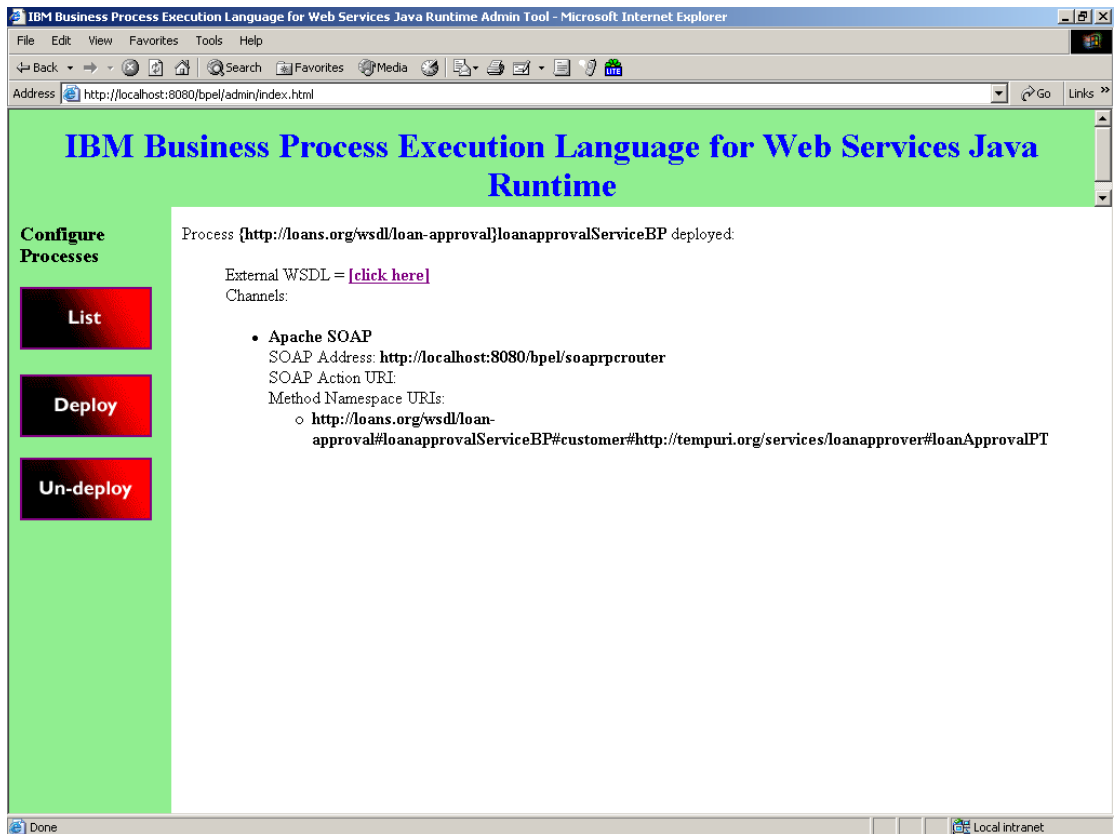 IBM Business Process Execution Language for Web Services Java Runtime Admin Tool - Microsoft Internet Explorer
File Edit View Favorites Tools Help
Back Search Favorites Media LITE
Address http://localhost:8080/bpel/admin/index.html Go Links »
IBM Business Process Execution Language for Web Services Java
Runtime
Configure
Processes
List
Deploy
Un-deploy
Process {http://loans.org/wsdl/loan-approval}loanapprovalServiceBP deployed:
External WSDL = [click here]
Channels:
• Apache SOAP
SOAP Address: http://localhost:8080/bpel/soaprpcrouter
SOAP Action URI:
Method Namespace URIs:
o http://loans.org/wsdl/loan-
approval#loanapprovalServiceBP#customer#http://tempuri.org/services/loanapprover#loanApprovalPT
Done Local intranet